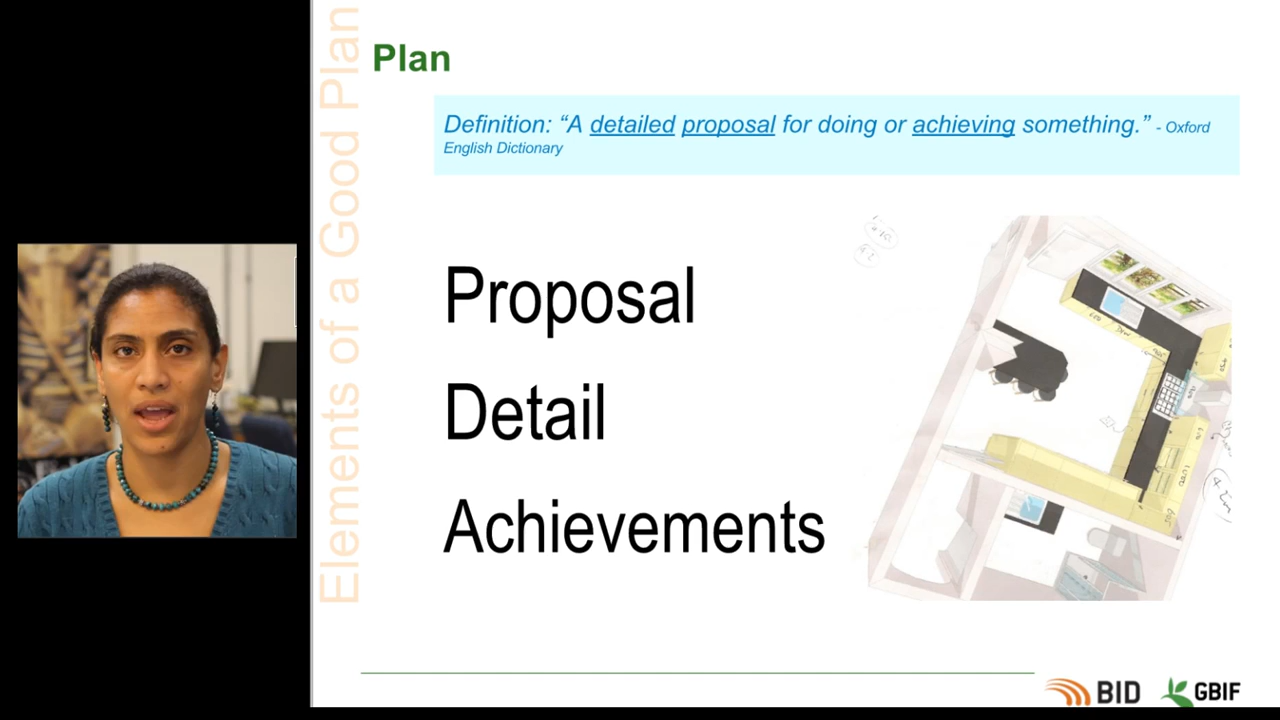 Elements of a Good Plan
Plan
Definition: “A detailed proposal for doing or achieving something.” - Oxford
English Dictionary
Proposal
Detail
Achievements
BID
GBIF